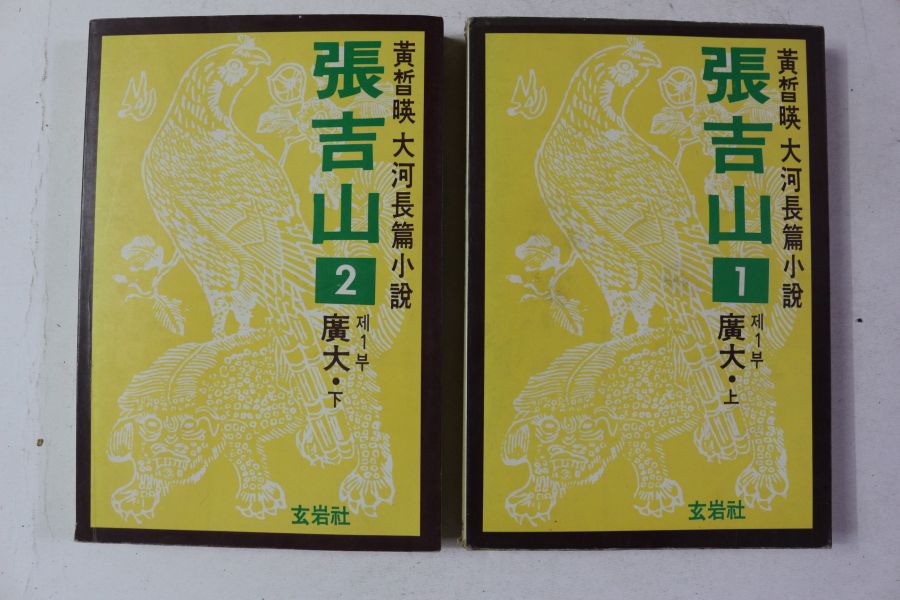 黃晳暎 大河長篇小說
張吉山
2
제1부
廣大·下
玄岩社
黃晳暎 大河長篇小說
張吉山
1
제1부
廣大·上
玄岩社